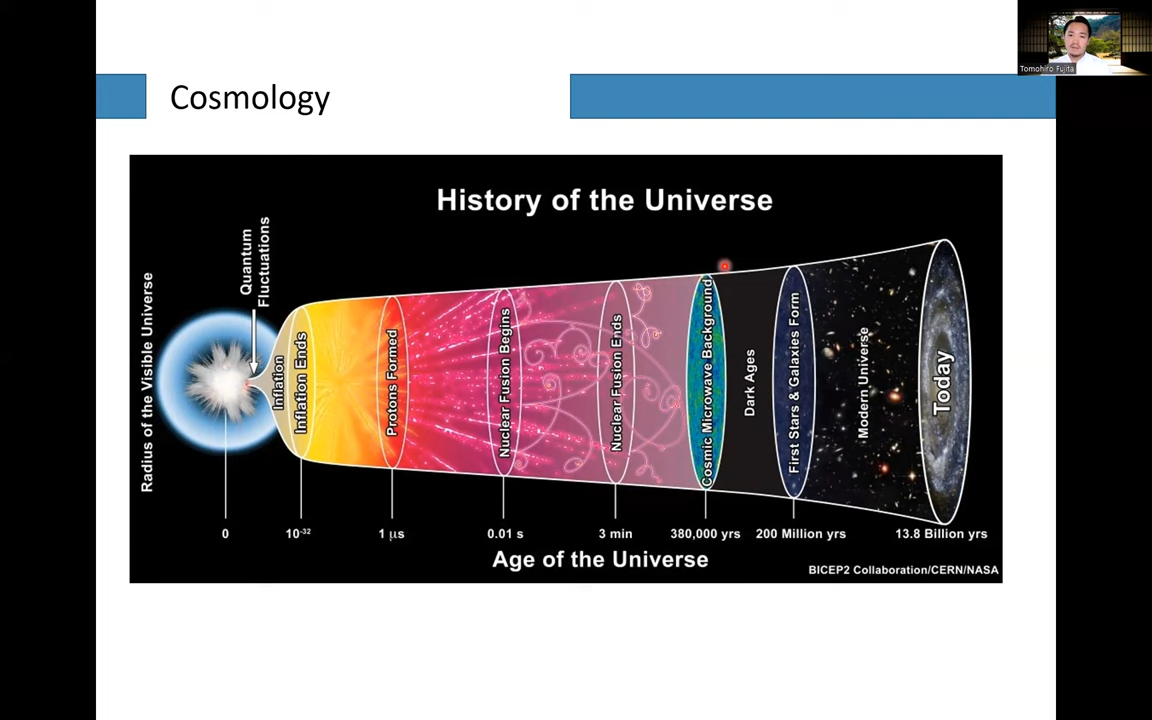 Tomohiro Fujita
Cosmology
History of the Universe
Radius of the Visible Universe
Quantum
Fluctuations
Inflation
Inflation Ends
Protons Formed
Nuclear Fusion Begins
Nuclear Fusion Ends
Cosmic Microwave Background
Dark Ages
First Stars & Galaxies Form
Modern Universe
Today
0
10⁻³²
1 µs
0.01 s
3 min
380,000 yrs
200 Million yrs
13.8 Billion yrs
Age of the Universe
BICEP2 Collaboration/CERN/NASA